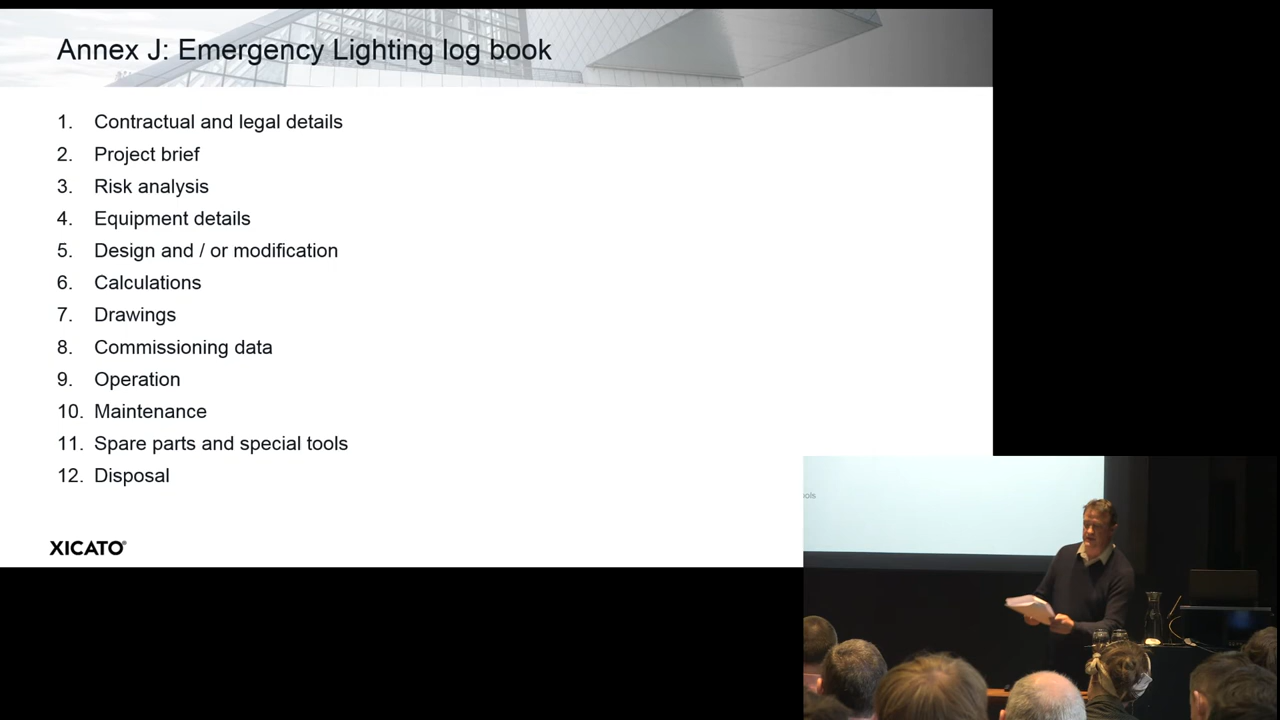 Annex J: Emergency Lighting log book
1. Contractual and legal details
2. Project brief
3. Risk analysis
4. Equipment details
5. Design and / or modification
6. Calculations
7. Drawings
8. Commissioning data
9. Operation
10. Maintenance
11. Spare parts and special tools
12. Disposal
XICATO®
ools